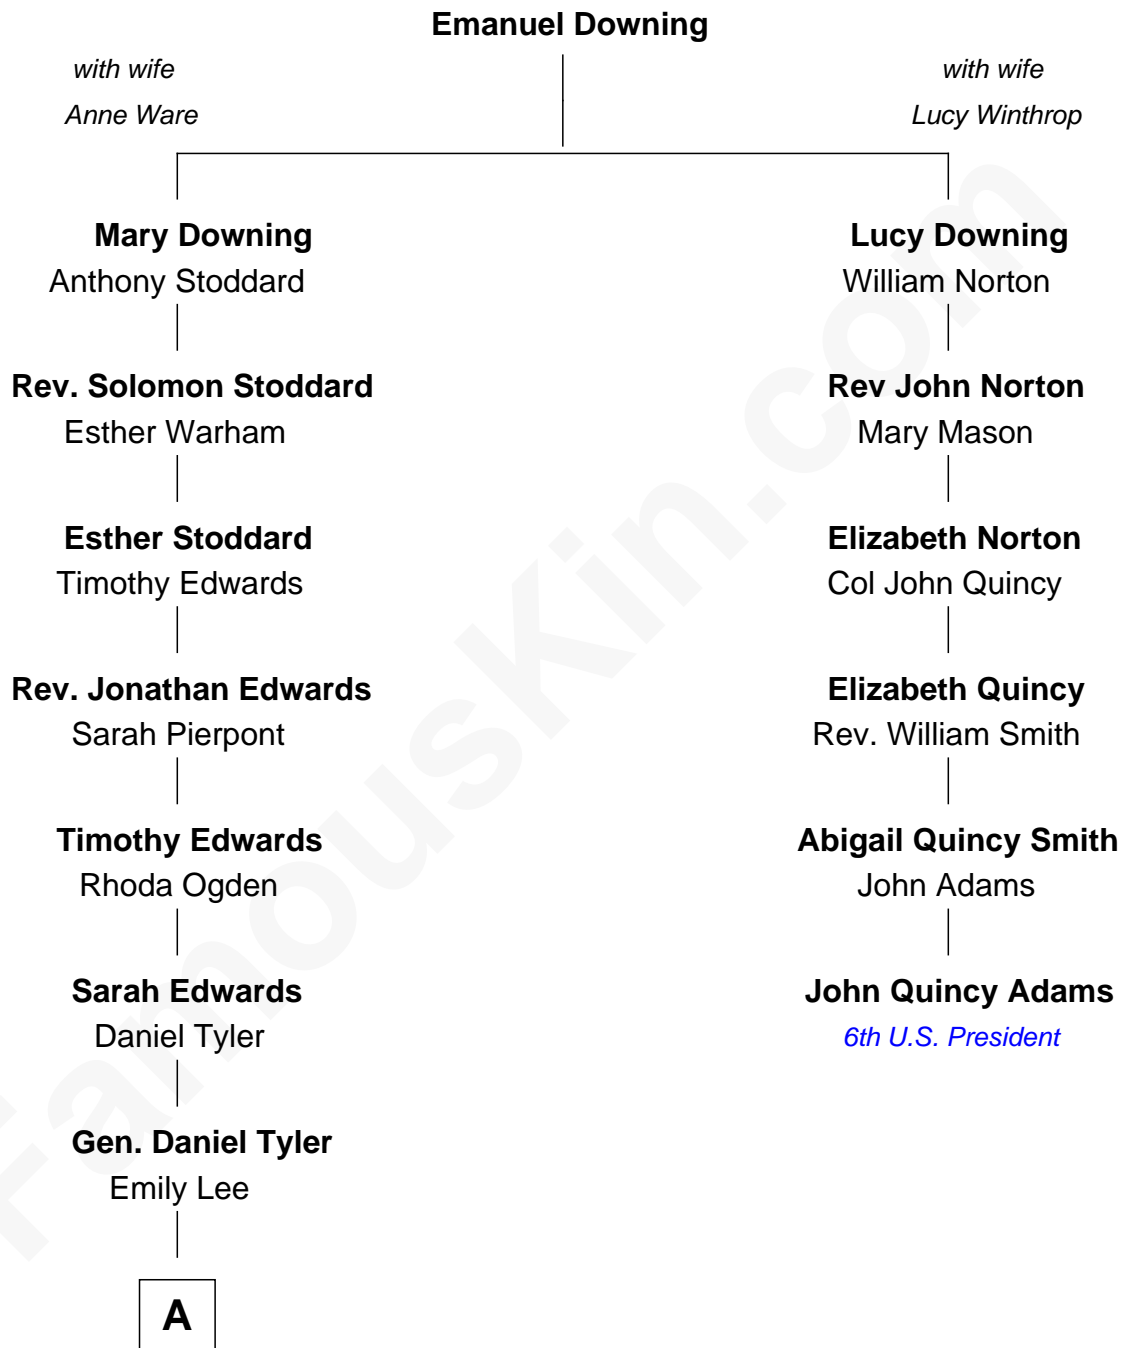 Emanuel Downing
with wife
Anne Ware
with wife
Lucy Winthrop
Mary Downing
Anthony Stoddard
Lucy Downing
William Norton
Rev. Solomon Stoddard
Esther Warham
Rev John Norton
Mary Mason
Esther Stoddard
Timothy Edwards
Elizabeth Norton
Col John Quincy
Rev. Jonathan Edwards
Sarah Pierpont
Elizabeth Quincy
Rev. William Smith
Timothy Edwards
Rhoda Ogden
Abigail Quincy Smith
John Adams
Sarah Edwards
Daniel Tyler
John Quincy Adams
6th U.S. President
Gen. Daniel Tyler
Emily Lee
A
FamousKin.com